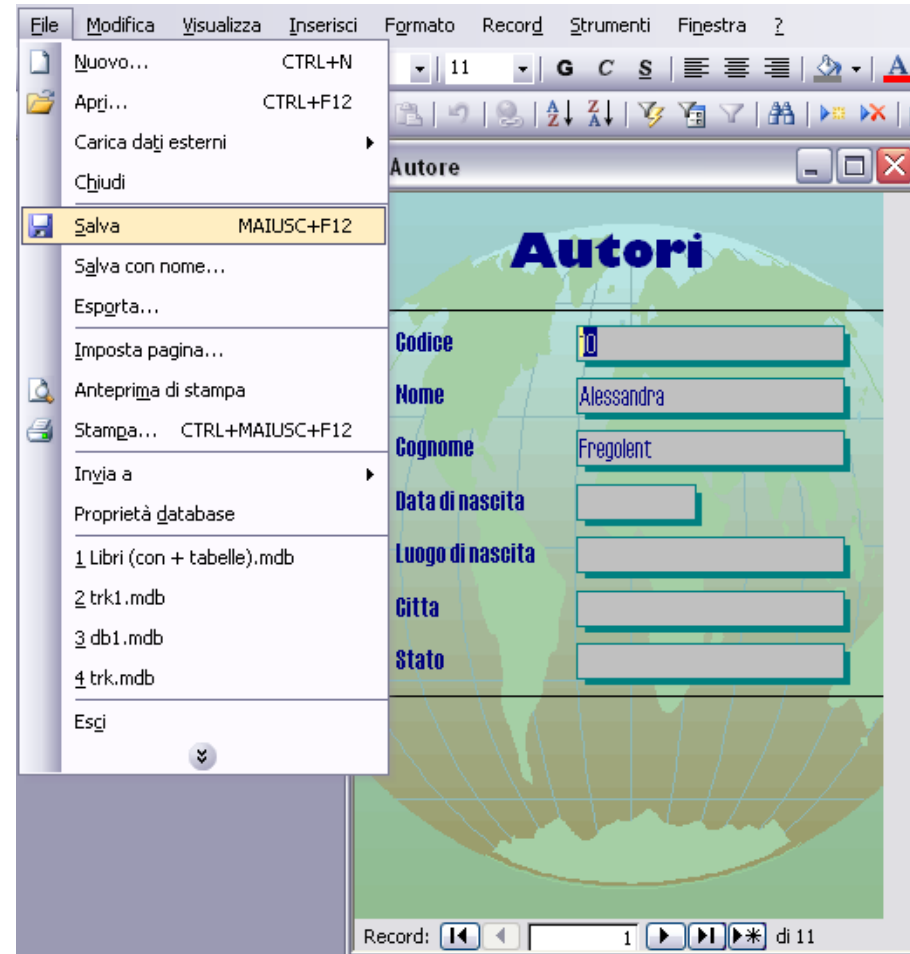 File Modifica Visualizza Inserisci Formato Record Strumenti Finestra ?
Nuovo... CTRL+N
Apri... CTRL+F12
Carica dati esterni
Chiudi
Salva MAIUSC+F12
Salva con nome...
Esporta...
Imposta pagina...
Anteprima di stampa
Stampa... CTRL+MAIUSC+F12
Invia a
Proprietà database
1 Libri (con + tabelle).mdb
2 trk1.mdb
3 db1.mdb
4 trk.mdb
Esci
11 G C S A
A Z Z A
Autore
Autori
Codice
Nome Alessandra
Cognome Fregolent
Data di nascita
Luogo di nascita
Citta
Stato
Record: 1 di 11